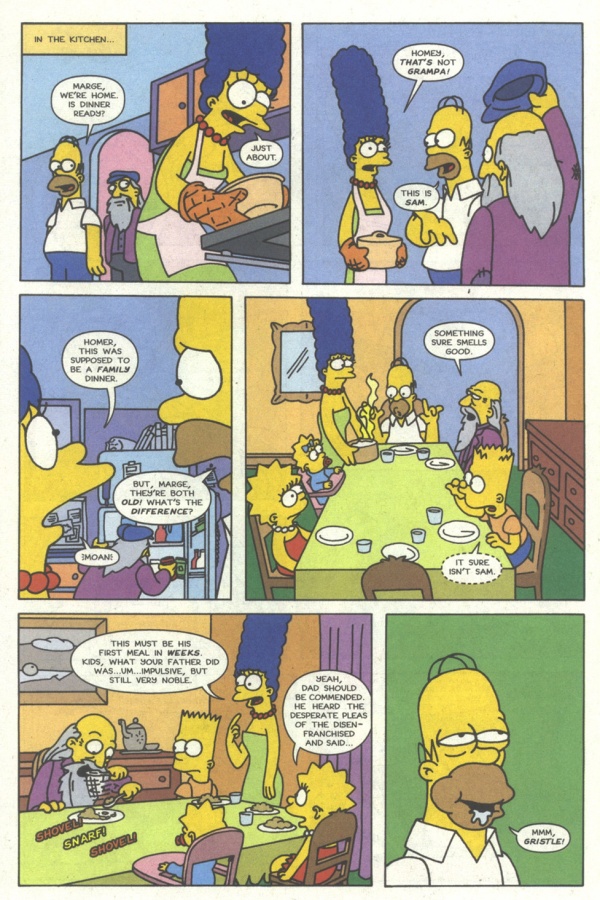 IN THE KITCHEN...
MARGE,
WE'RE HOME.
IS DINNER
READY?
JUST
ABOUT.
HOMEY,
THAT'S NOT
GRAMPA!
THIS IS
SAM.
HOMER,
THIS WAS
SUPPOSED TO
BE A FAMILY
DINNER.
BUT, MARGE,
THEY'RE BOTH
OLD! WHAT'S THE
DIFFERENCE?
!MOAN!
SOMETHING
SURE SMELLS
GOOD.
IT SURE
ISN'T SAM.
THIS MUST BE HIS
FIRST MEAL IN WEEKS.
KIDS, WHAT YOUR FATHER DID
WAS...UM...IMPULSIVE, BUT
STILL VERY NOBLE.
YEAH,
DAD SHOULD
BE COMMENDED.
HE HEARD THE
DESPERATE PLEAS
OF THE DISEN-
FRANCHISED
AND SAID...
SHOVEL!
SNARF!
SHOVEL!
MMM,
GRISTLE!